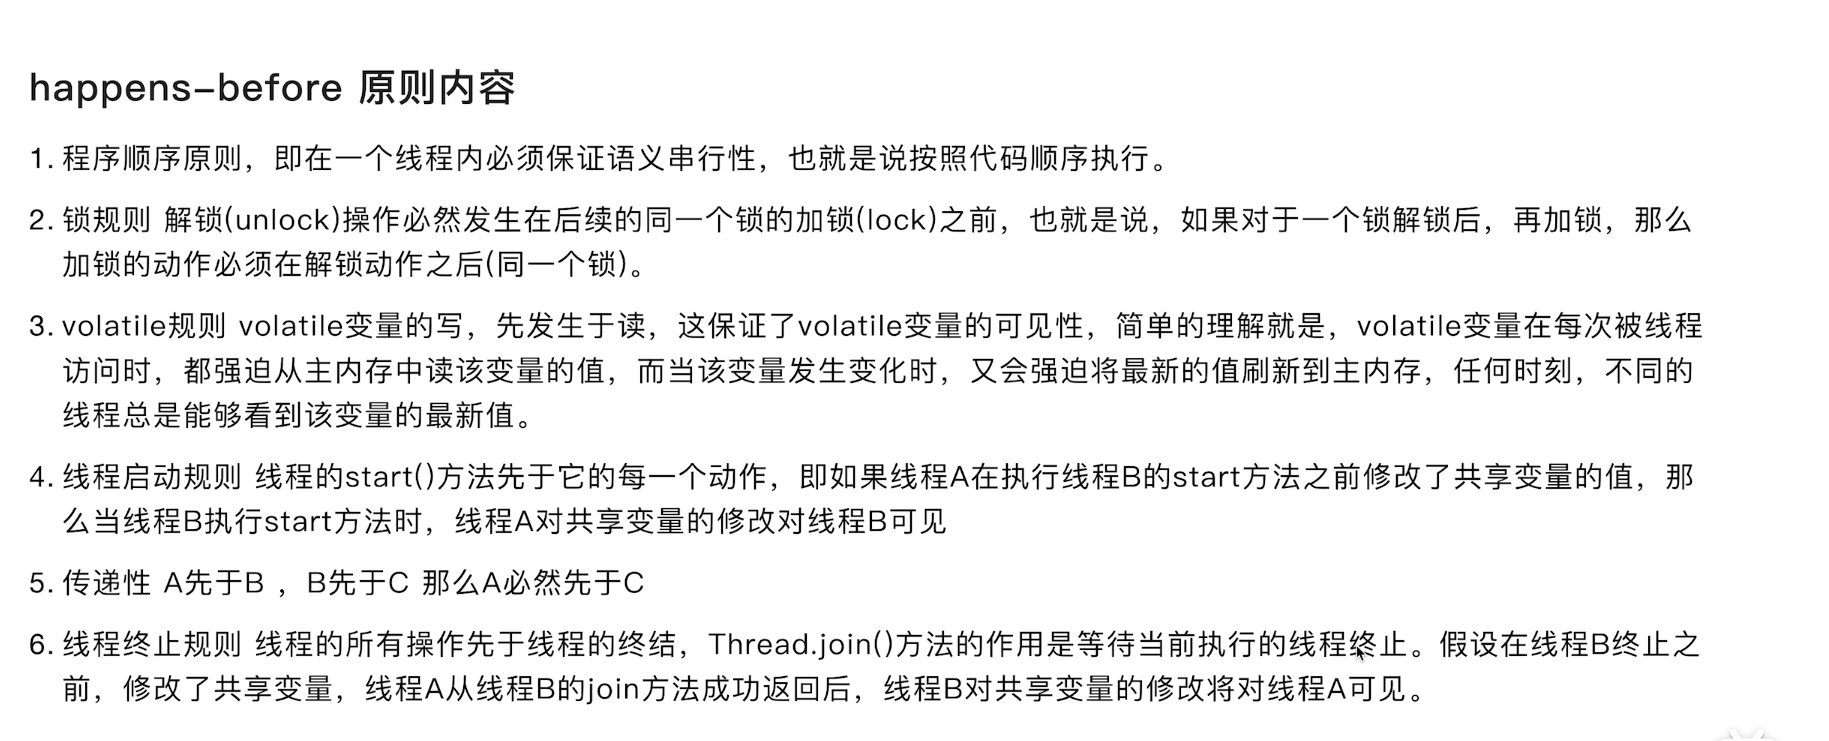 happens-before 原则内容
1. 程序顺序原则，即在一个线程内必须保证语义串行性，也就是说按照代码顺序执行。
2. 锁规则 解锁(unlock)操作必然发生在后续的同一个锁的加锁(lock)之前，也就是说，如果对于一个锁解锁后，再加锁，那么
加锁的动作必须在解锁动作之后(同一个锁)。
3. volatile规则 volatile变量的写，先发生于读，这保证了volatile变量的可见性，简单的理解就是，volatile变量在每次被线程
访问时，都强迫从主内存中读该变量的值，而当该变量发生变化时，又会强迫将最新的值刷新到主内存，任何时刻，不同的
线程总是能够看到该变量的最新值。
4. 线程启动规则 线程的start()方法先于它的每一个动作，即如果线程A在执行线程B的start方法之前修改了共享变量的值，那
么当线程B执行start方法时，线程A对共享变量的修改对线程B可见
5. 传递性 A先于B ，B先于C 那么A必然先于C
6. 线程终止规则 线程的所有操作先于线程的终结，Thread.join()方法的作用是等待当前执行的线程终止。假设在线程B终止之
前，修改了共享变量，线程A从线程B的join方法成功返回后，线程B对共享变量的修改将对线程A可见。